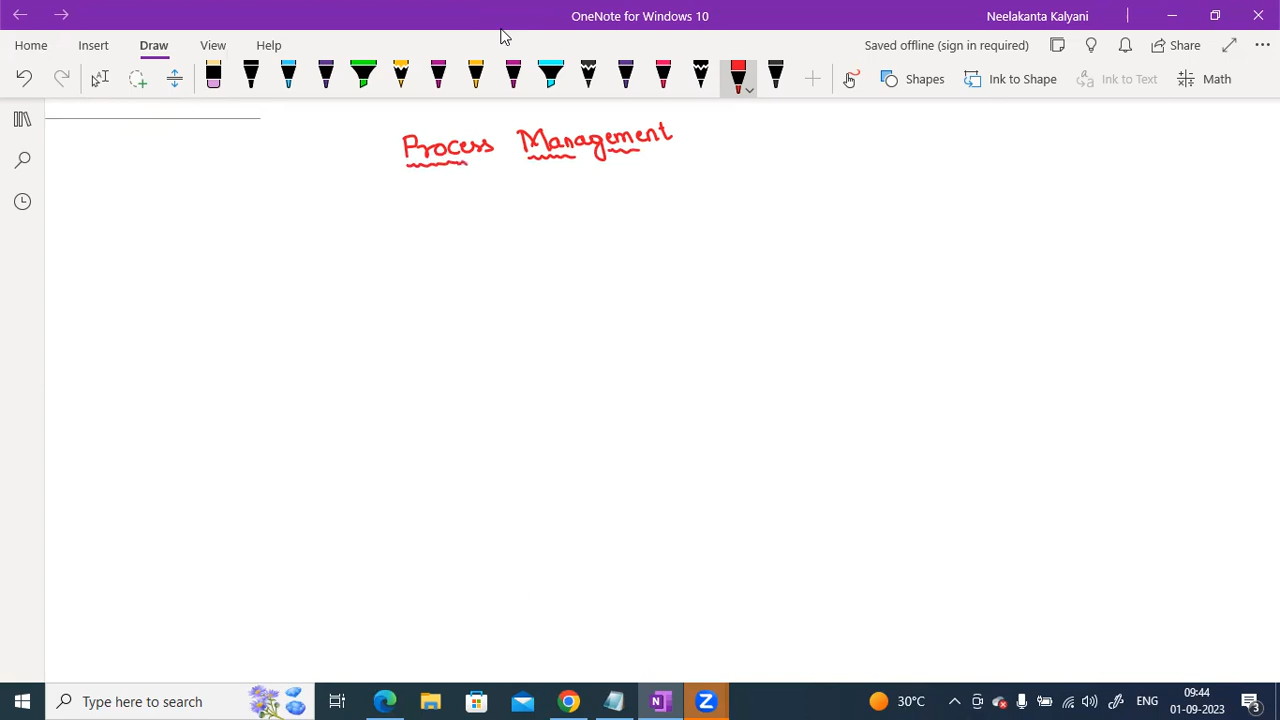 OneNote for Windows 10
Neelakanta Kalyani
Home Insert Draw View Help
Saved offline (sign in required) Share
Shapes Ink to Shape Ink to Text Math
Process Management
Type here to search
30°C
ENG
09:44
01-09-2023
3